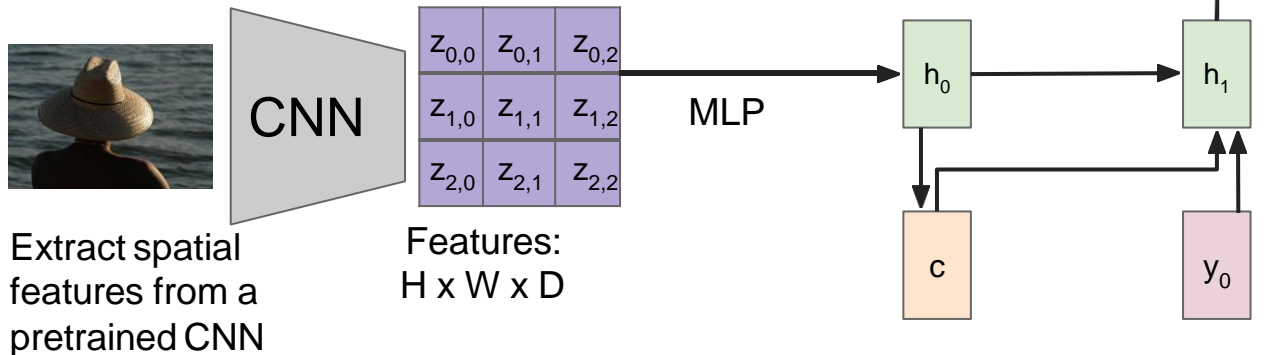 CNN
z0,0 z0,1 z0,2
z1,0 z1,1 z1,2
z2,0 z2,1 z2,2
MLP
h0
h1
c
y0
Extract spatial
features from a
pretrained CNN
Features:
H x W x D